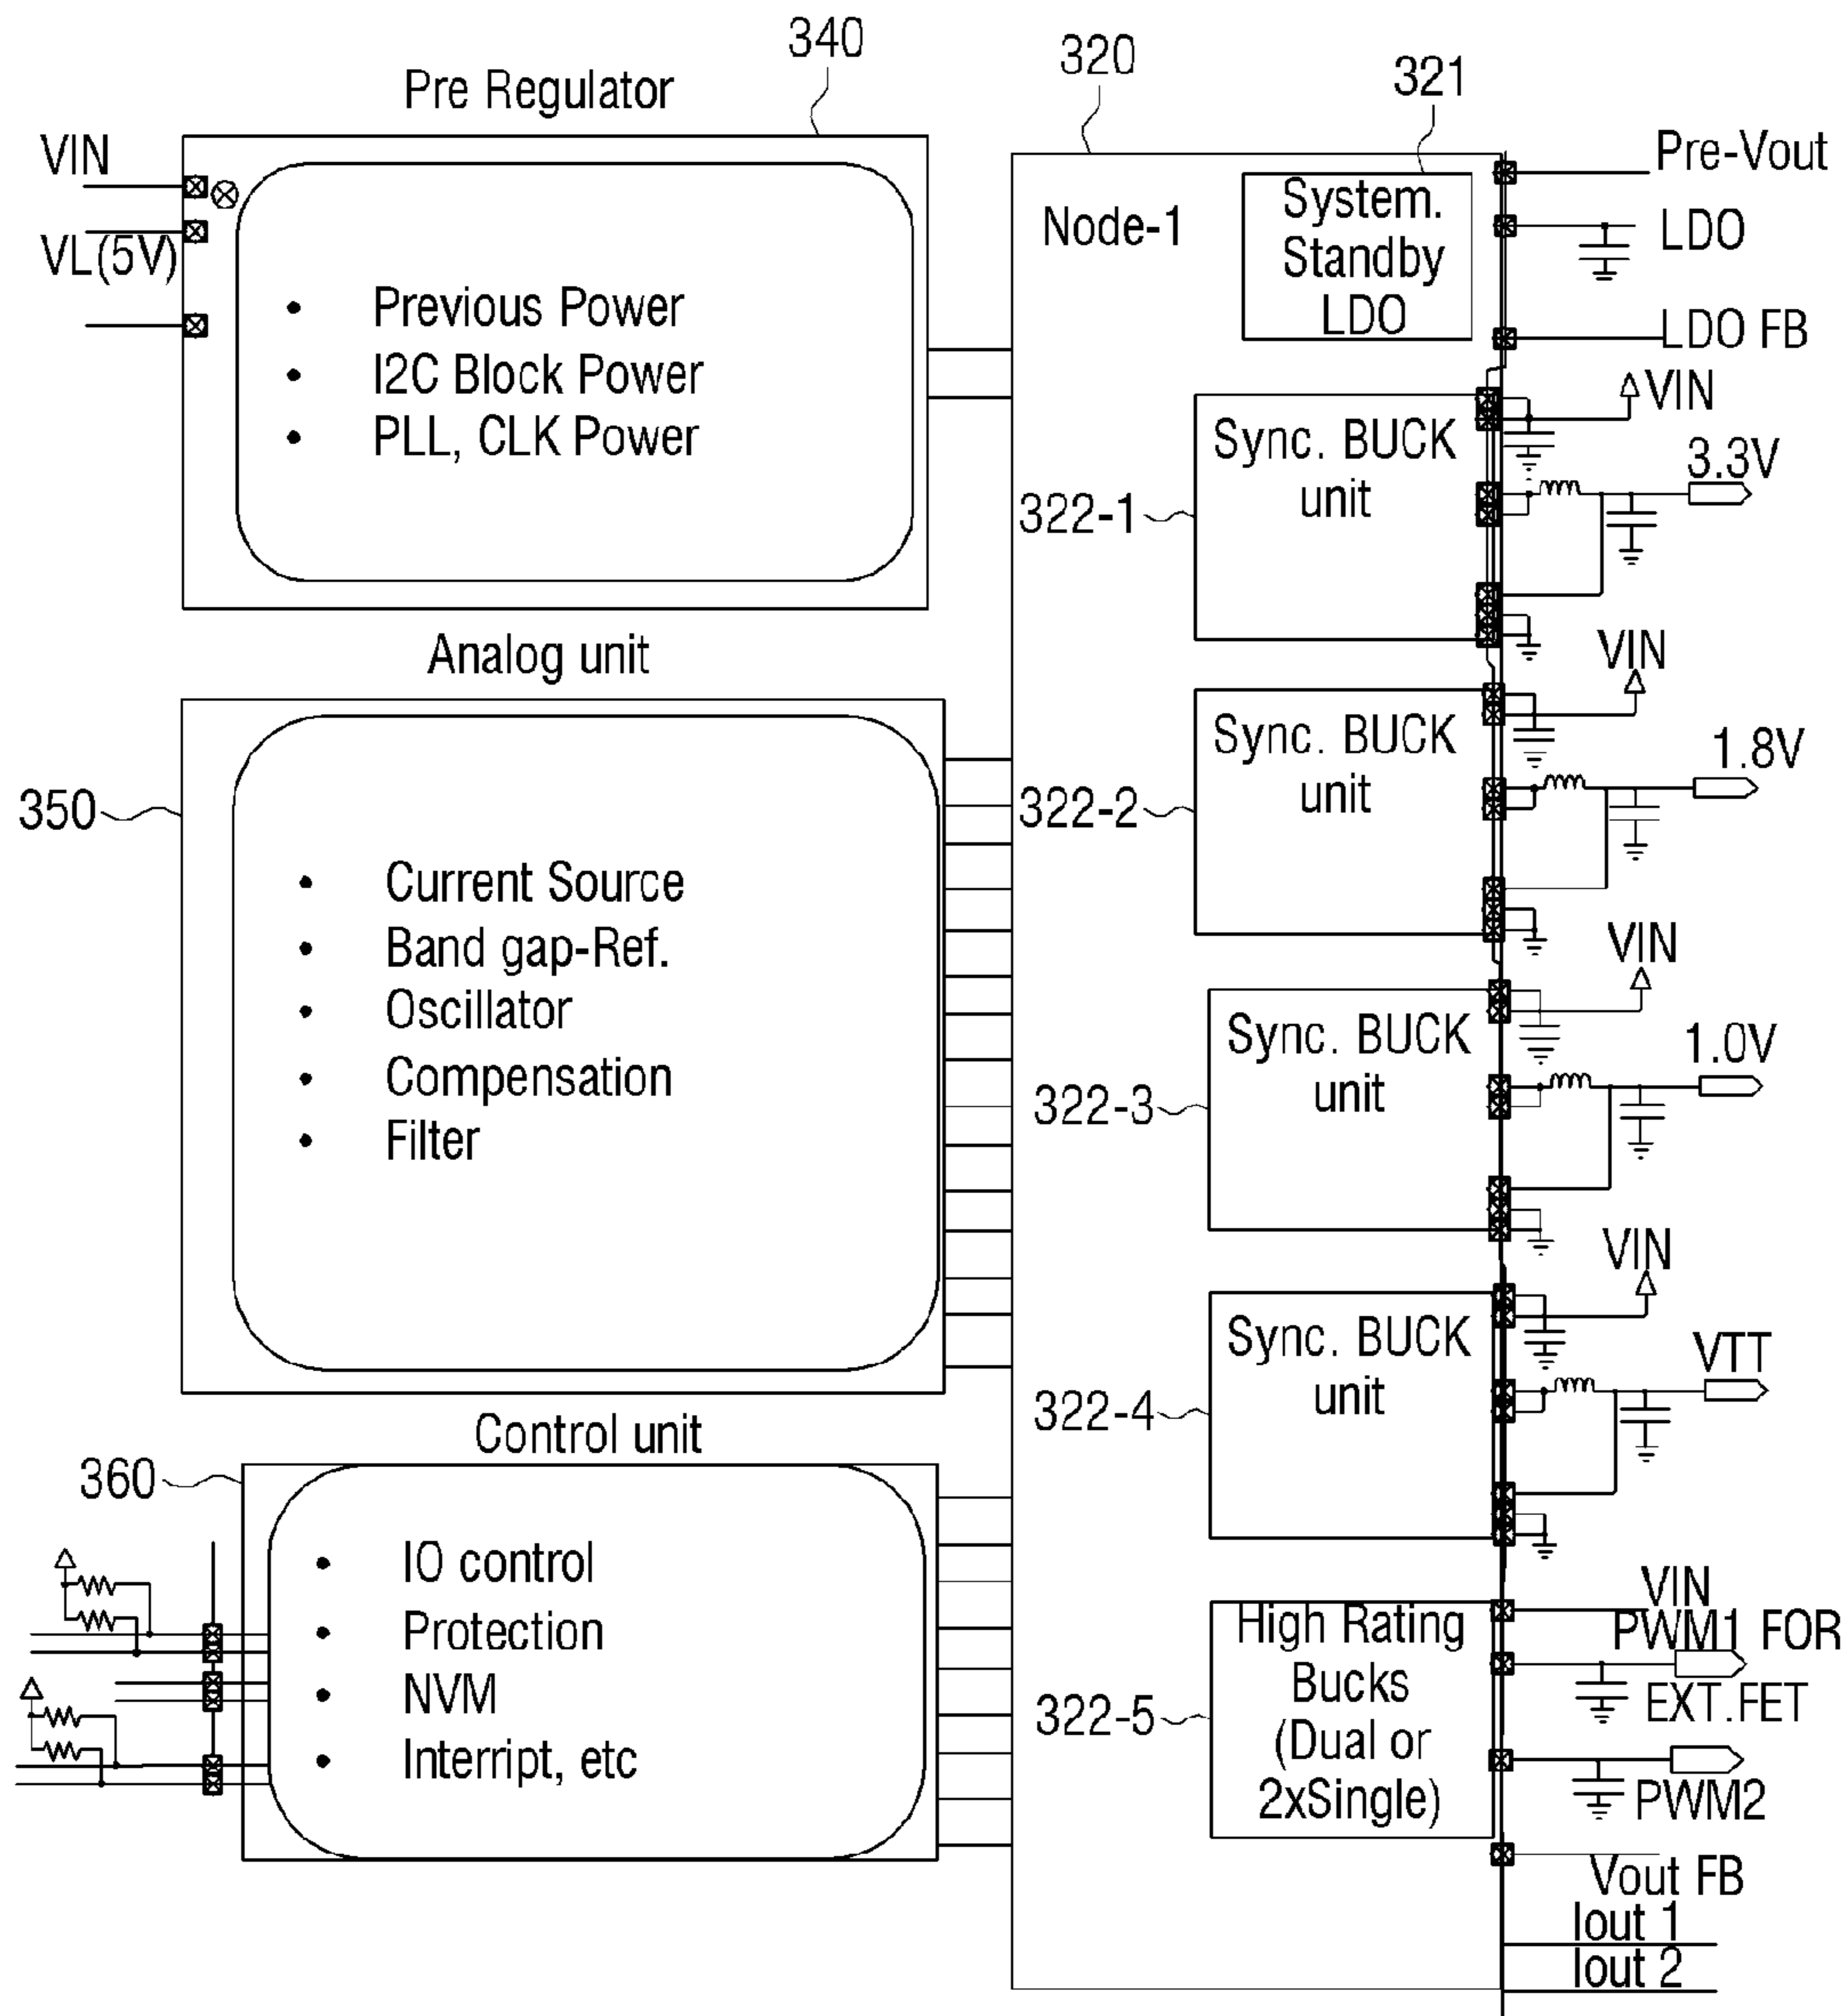 340
Pre Regulator
VIN
VL(5V)
• Previous Power
• I2C Block Power
• PLL, CLK Power
Analog unit
350
• Current Source
• Band gap-Ref.
• Oscillator
• Compensation
• Filter
Control unit
360
• IO control
• Protection
• NVM
• Interript, etc
320
321
Node-1
System.
Standby
LDO
Pre-Vout
LDO
LDO FB
322-1
Sync. BUCK
unit
VIN
3.3V
322-2
Sync. BUCK
unit
VIN
1.8V
322-3
Sync. BUCK
unit
VIN
1.0V
322-4
Sync. BUCK
unit
VIN
VTT
322-5
High Rating
Bucks
(Dual or
2xSingle)
VIN
PWM1 FOR
EXT.FET
PWM2
Vout FB
Iout 1
Iout 2